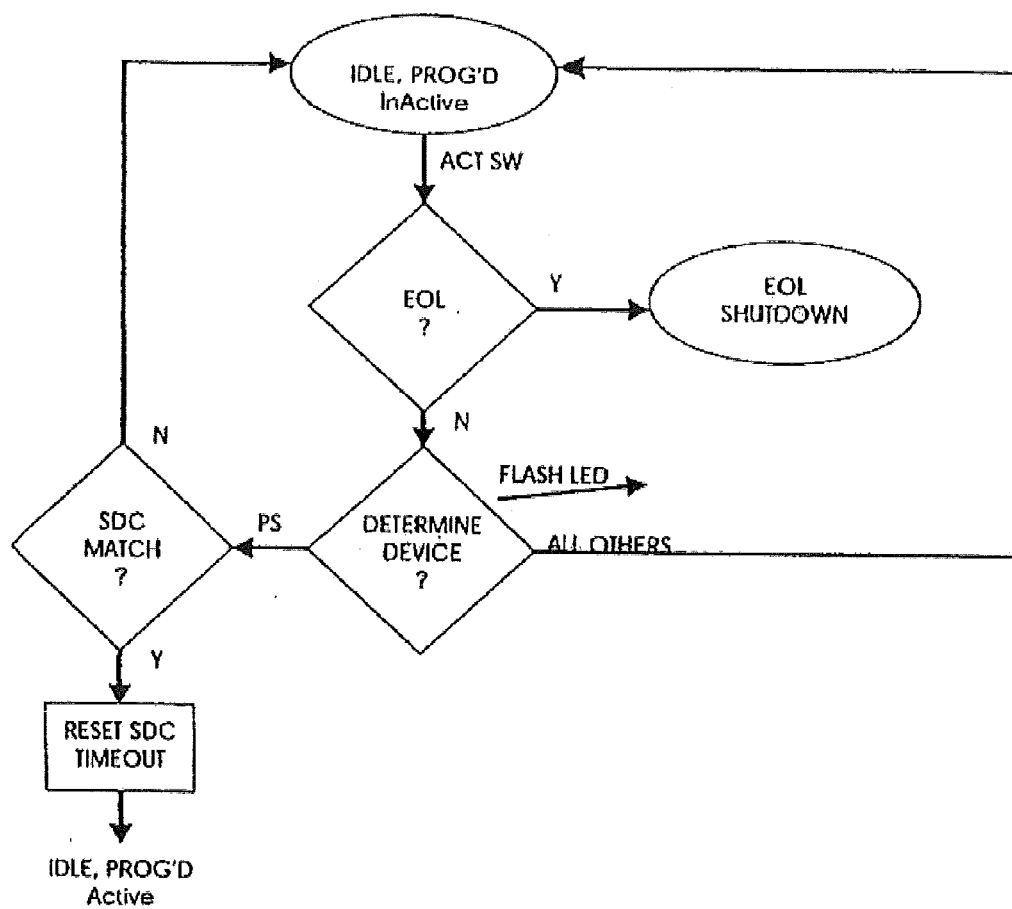 IDLE, PROG'D
InActive
ACT SW
EOL
?
Y
EOL
SHUTDOWN
N
N
FLASH LED
SDC
MATCH
?
PS
DETERMINE
DEVICE
?
ALL OTHERS
Y
RESET SDC
TIMEOUT
IDLE, PROG'D
Active